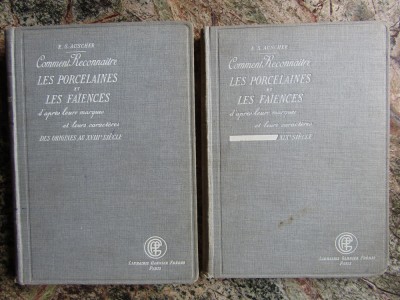 E. S. AUSCHER
Comment Reconnaître
LES PORCELAINES
ET
LES FAÏENCES
d'après leurs marques
et leurs caractères
DES ORIGINES AU XVIIIe SIÈCLE
LIBRAIRIE GARNIER FRÈRES
PARIS
E. S. AUSCHER
Comment Reconnaître
LES PORCELAINES
ET
LES FAÏENCES
d'après leurs marques
et leurs caractères
XIXe SIÈCLE
LIBRAIRIE GARNIER FRÈRES
PARIS